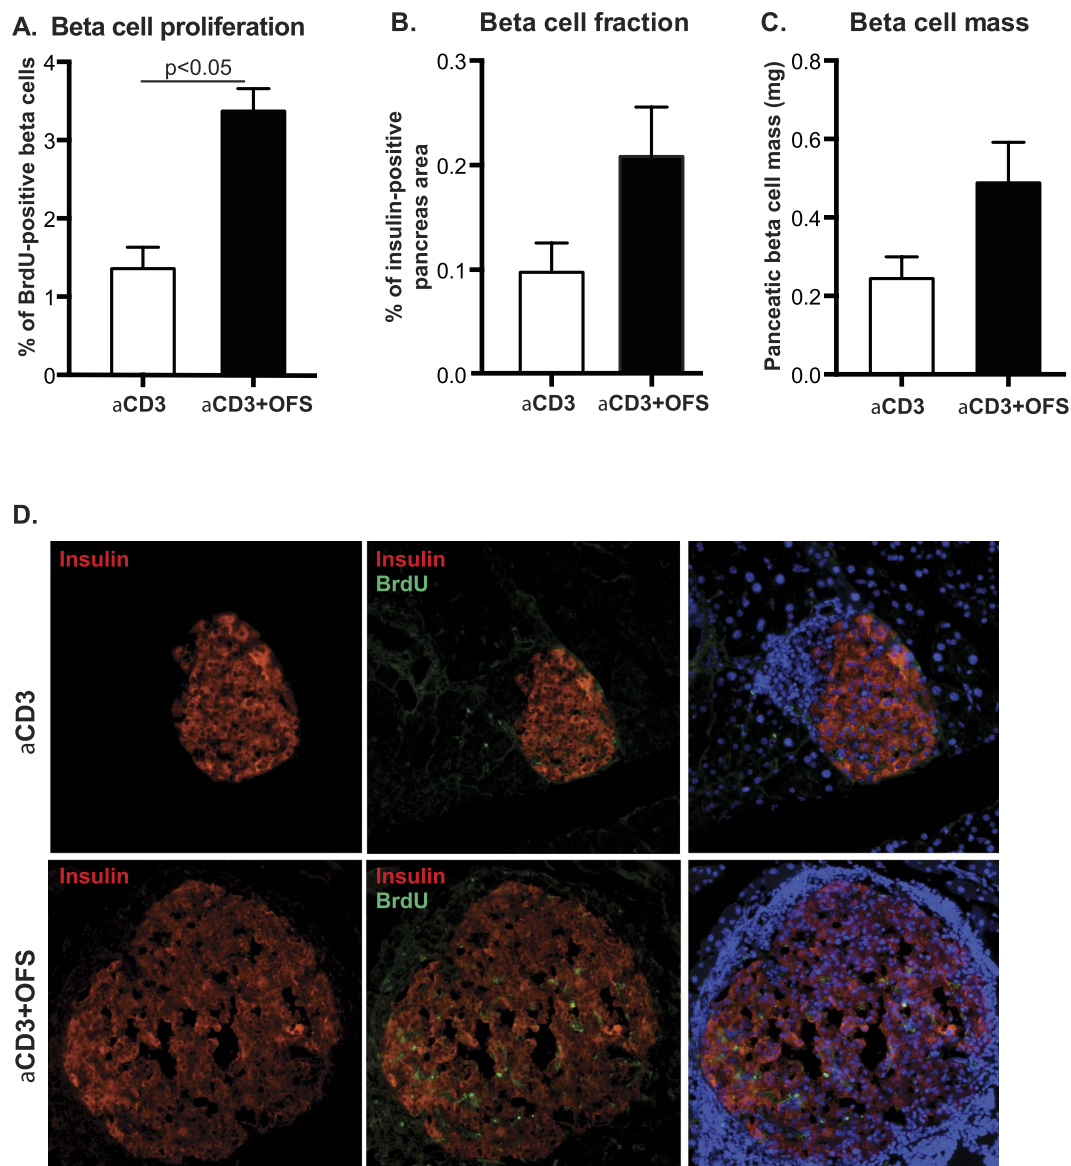 A. Beta cell proliferation
% of BrdU-positive beta cells
4
3
2
1
0
p<0.05
aCD3
aCD3+OFS
B. Beta cell fraction
% of insulin-positive
pancreas area
0.3
0.2
0.1
0.0
aCD3
aCD3+OFS
C. Beta cell mass
Panceatic beta cell mass (mg)
0.8
0.6
0.4
0.2
0.0
aCD3
aCD3+OFS
D.
aCD3
Insulin
Insulin
BrdU
aCD3+OFS
Insulin
Insulin
BrdU